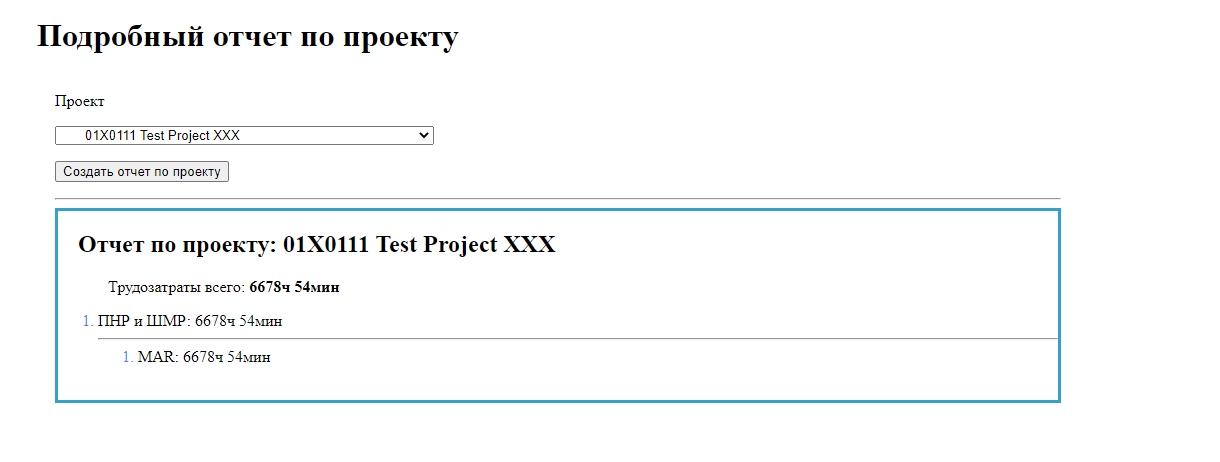 Подробный отчет по проекту
Проект
01X0111 Test Project XXX
Создать отчет по проекту
Отчет по проекту: 01X0111 Test Project XXX
Трудозатраты всего: 6678ч 54мин
1. ПНР и ШМР: 6678ч 54мин
1. MAR: 6678ч 54мин